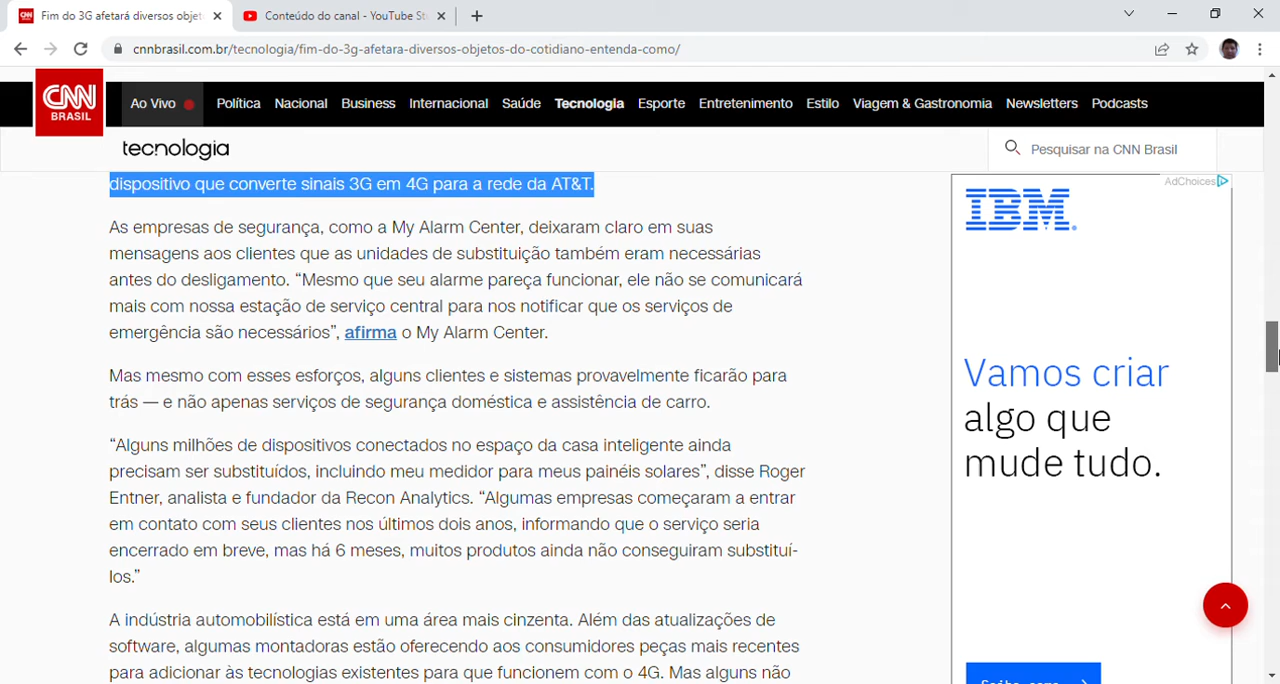 Fim do 3G afetará diversos objet
Conteúdo do canal - YouTube St
cnnbrasil.com.br/tecnologia/fim-do-3g-afetara-diversos-objetos-do-cotidiano-entenda-como/
CNN BRASIL
Ao Vivo Política Nacional Business Internacional Saúde Tecnologia Esporte Entretenimento Estilo Viagem & Gastronomia Newsletters Podcasts
tecnologia
Pesquisar na CNN Brasil
dispositivo que converte sinais 3G em 4G para a rede da AT&T.
As empresas de segurança, como a My Alarm Center, deixaram claro em suas
mensagens aos clientes que as unidades de substituição também eram necessárias
antes do desligamento. “Mesmo que seu alarme pareça funcionar, ele não se comunicará
mais com nossa estação de serviço central para nos notificar que os serviços de
emergência são necessários”, afirma o My Alarm Center.
Mas mesmo com esses esforços, alguns clientes e sistemas provavelmente ficarão para
trás — e não apenas serviços de segurança doméstica e assistência de carro.
“Alguns milhões de dispositivos conectados no espaço da casa inteligente ainda
precisam ser substituídos, incluindo meu medidor para meus painéis solares”, disse Roger
Entner, analista e fundador da Recon Analytics. “Algumas empresas começaram a entrar
em contato com seus clientes nos últimos dois anos, informando que o serviço seria
encerrado em breve, mas há 6 meses, muitos produtos ainda não conseguiram substituí-
los.”
A indústria automobilística está em uma área mais cinzenta. Além das atualizações de
software, algumas montadoras estão oferecendo aos consumidores peças mais recentes
para adicionar às tecnologias existentes para que funcionem com o 4G. Mas alguns não
AdChoices
IBM
Vamos criar
algo que
mude tudo.
Saiba como